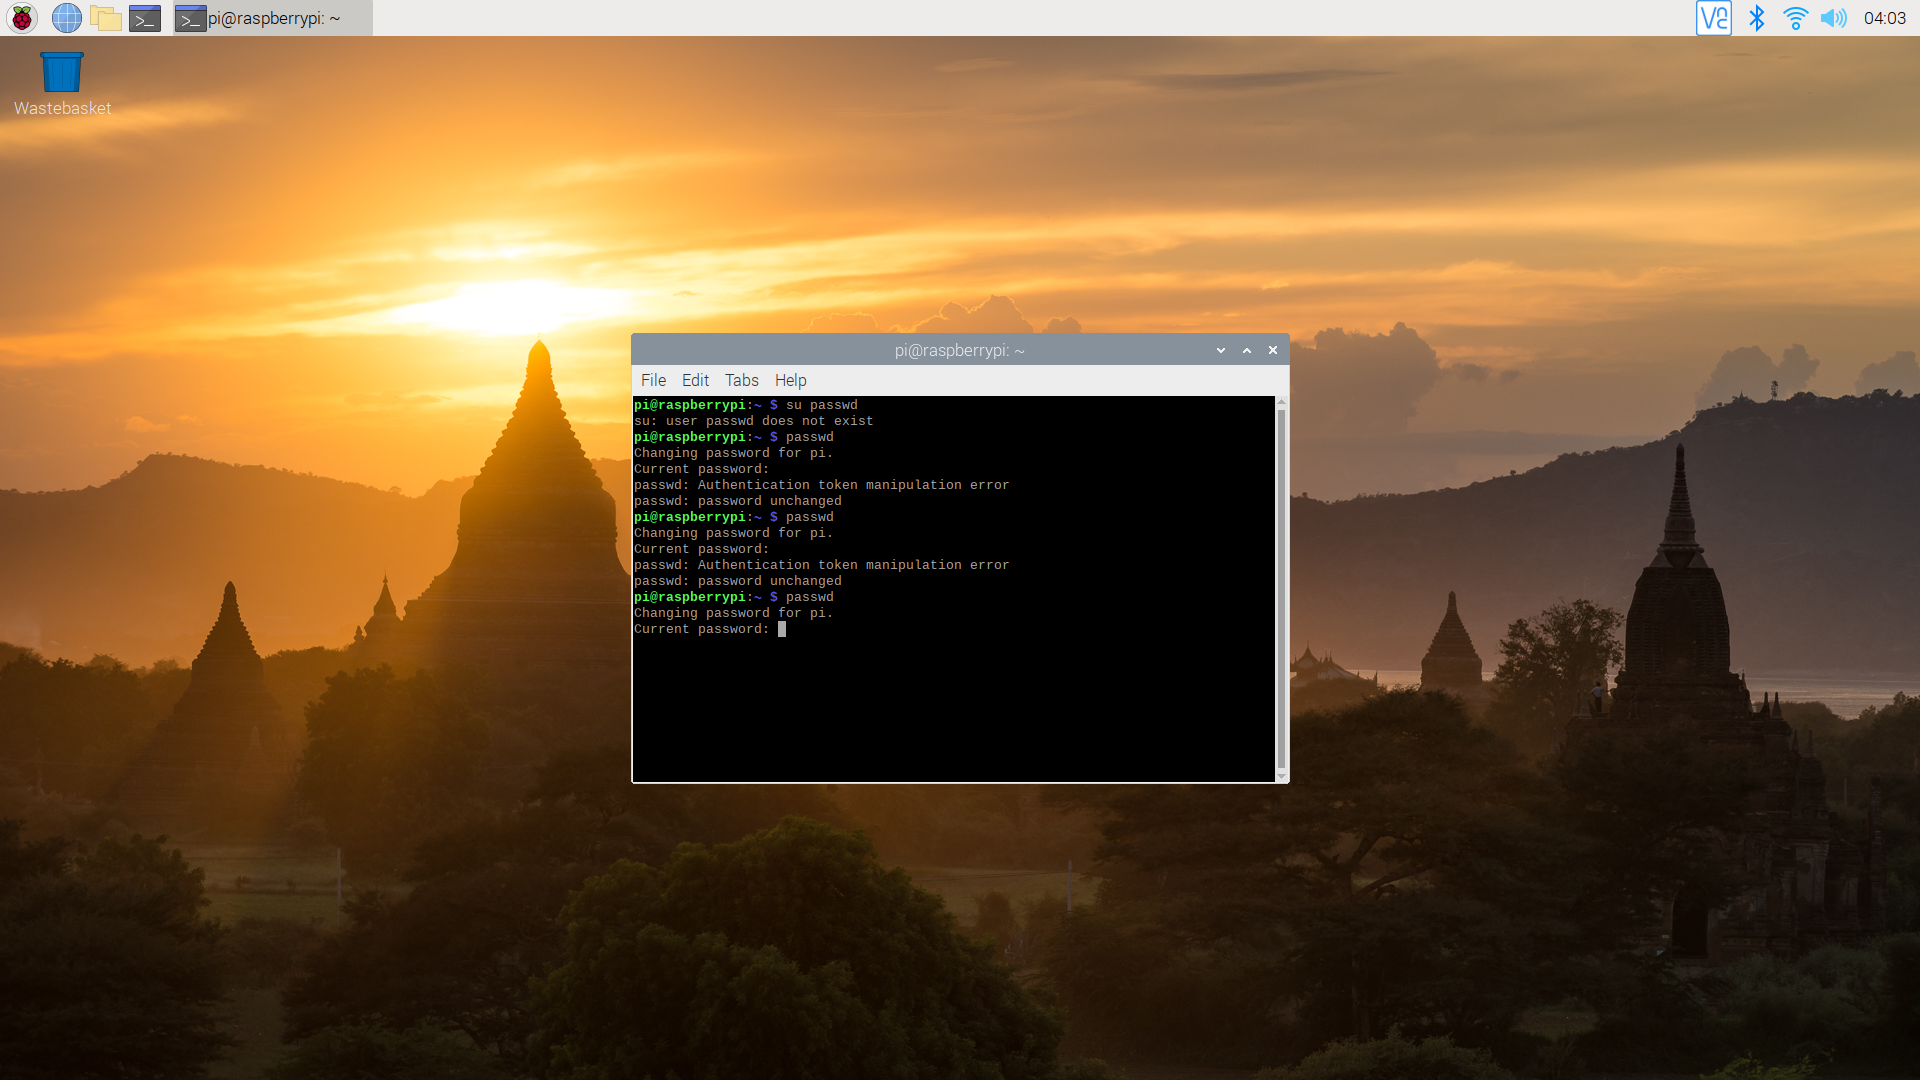 pi@raspberrypi: ~
04:03
Wastebasket
pi@raspberrypi: ~
File Edit Tabs Help
pi@raspberrypi:~ $ su passwd
su: user passwd does not exist
pi@raspberrypi:~ $ passwd
Changing password for pi.
Current password:
passwd: Authentication token manipulation error
passwd: password unchanged
pi@raspberrypi:~ $ passwd
Changing password for pi.
Current password:
passwd: Authentication token manipulation error
passwd: password unchanged
pi@raspberrypi:~ $ passwd
Changing password for pi.
Current password: